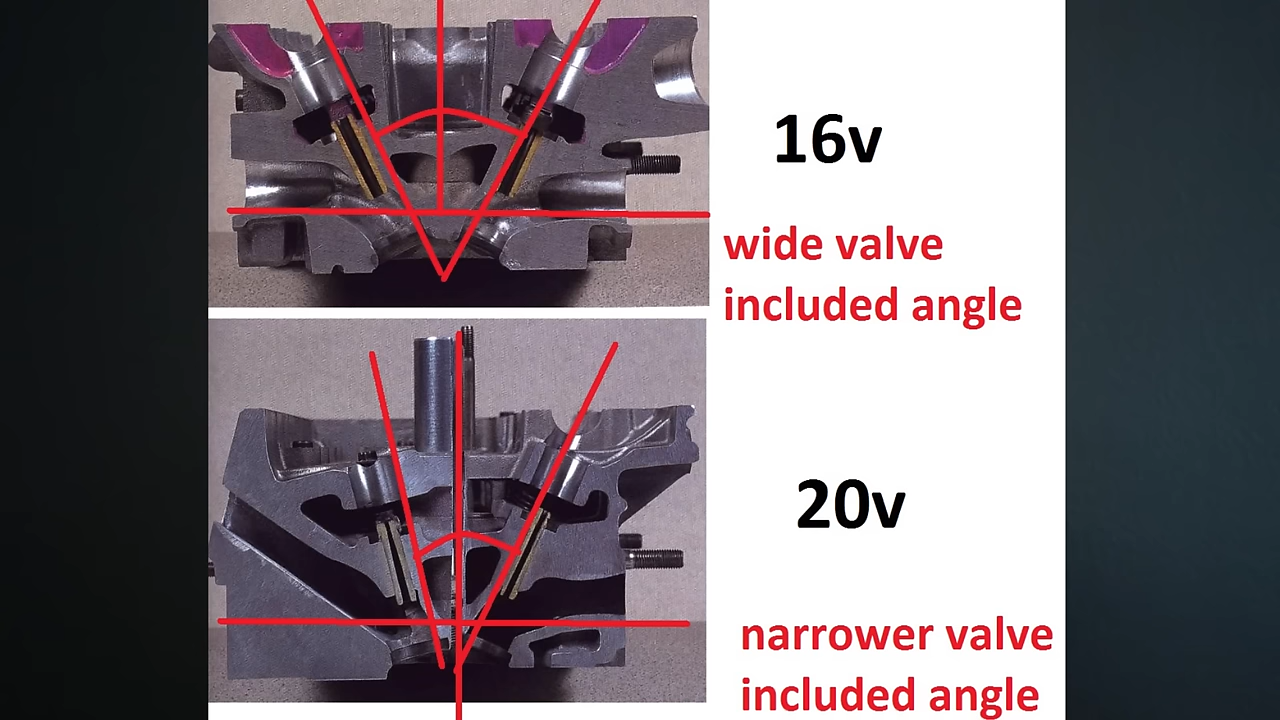 16v
wide valve
included angle
20v
narrower valve
included angle